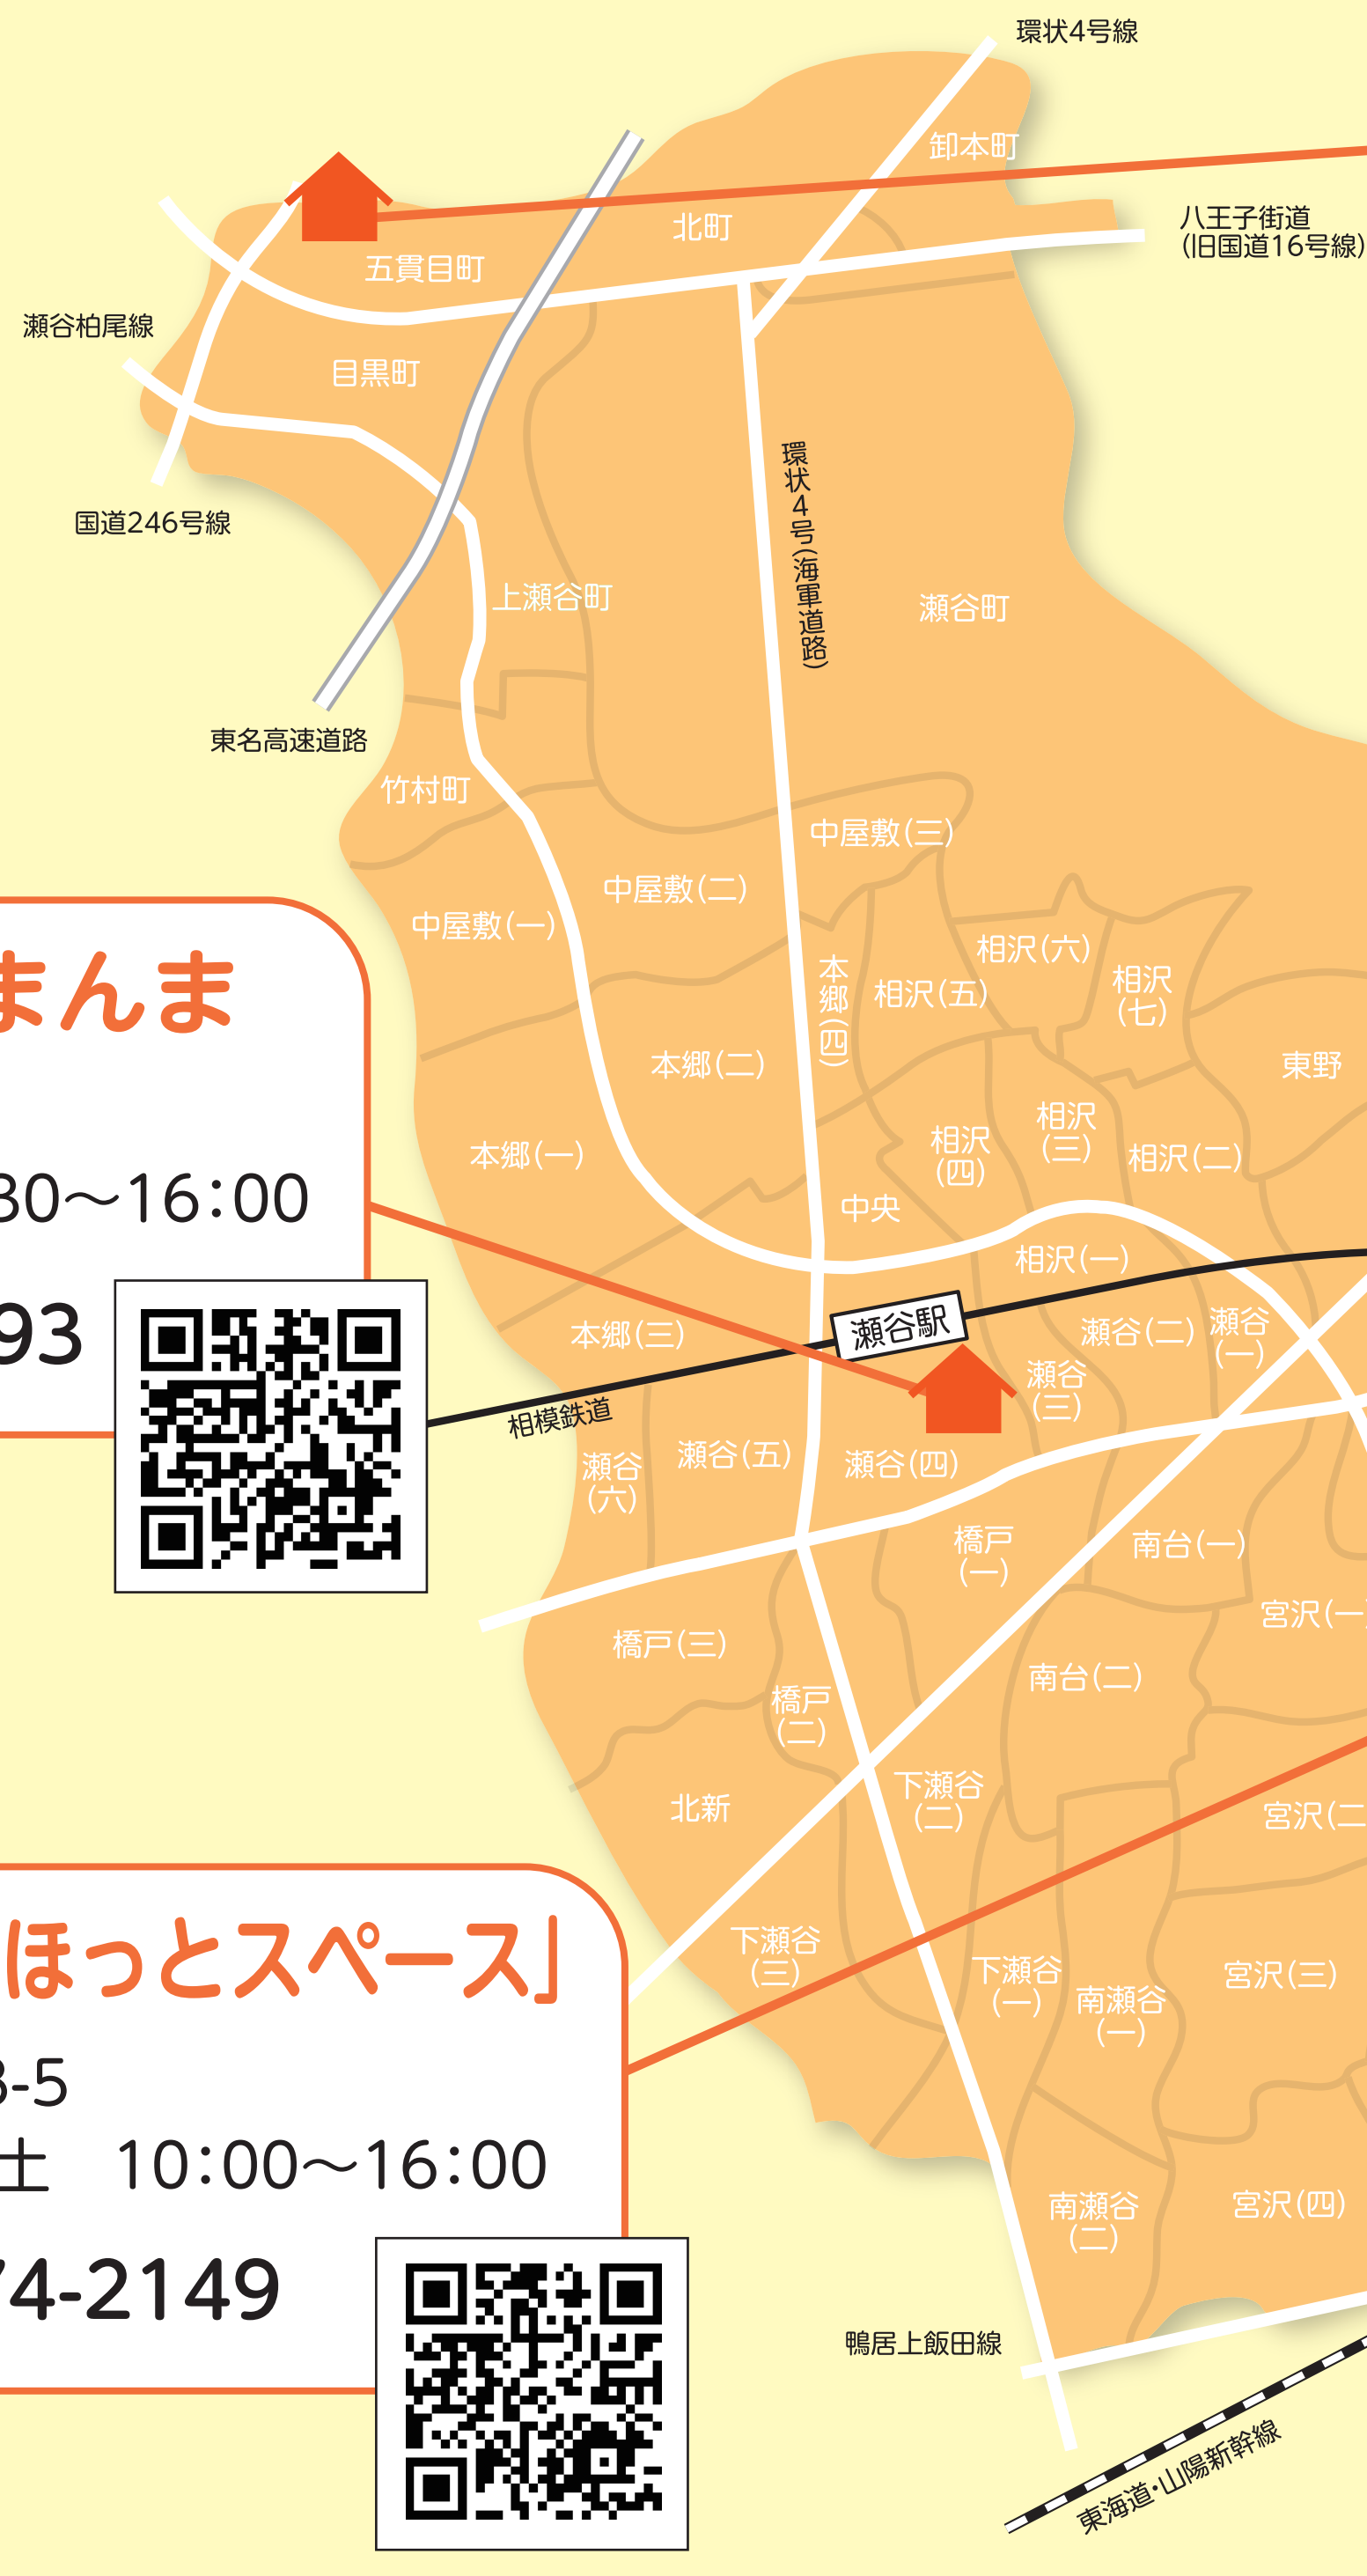 環状4号線
卸本町
八王子街道
(旧国道16号線)
北町
五貫目町
瀬谷柏尾線
目黒町
環状4号(海軍道路)
国道246号線
上瀬谷町
瀬谷町
東名高速道路
竹村町
中屋敷(三)
中屋敷(二)
中屋敷(一)
相沢(六)
本郷(四)
相沢(五)
相沢
(七)
まんま
本郷(二)
東野
相沢
(三)
相沢
(四)
本郷(一)
相沢(二)
30〜16:00
中央
相沢(一)
93
瀬谷駅
本郷(三)
瀬谷(二)
瀬谷
(一)
瀬谷
(三)
相模鉄道
瀬谷
(六)
瀬谷(五)
瀬谷(四)
橋戸
(一)
南台(一)
宮沢(一)
橋戸(三)
南台(二)
橋戸
(二)
下瀬谷
(二)
北新
宮沢(二
ほっとスペース」
下瀬谷
(三)
下瀬谷
(一)
南瀬谷
(一)
宮沢(三)
3-5
土 10:00〜16:00
南瀬谷
(二)
宮沢(四)
74-2149
鴨居上飯田線
東海道・山陽新幹線